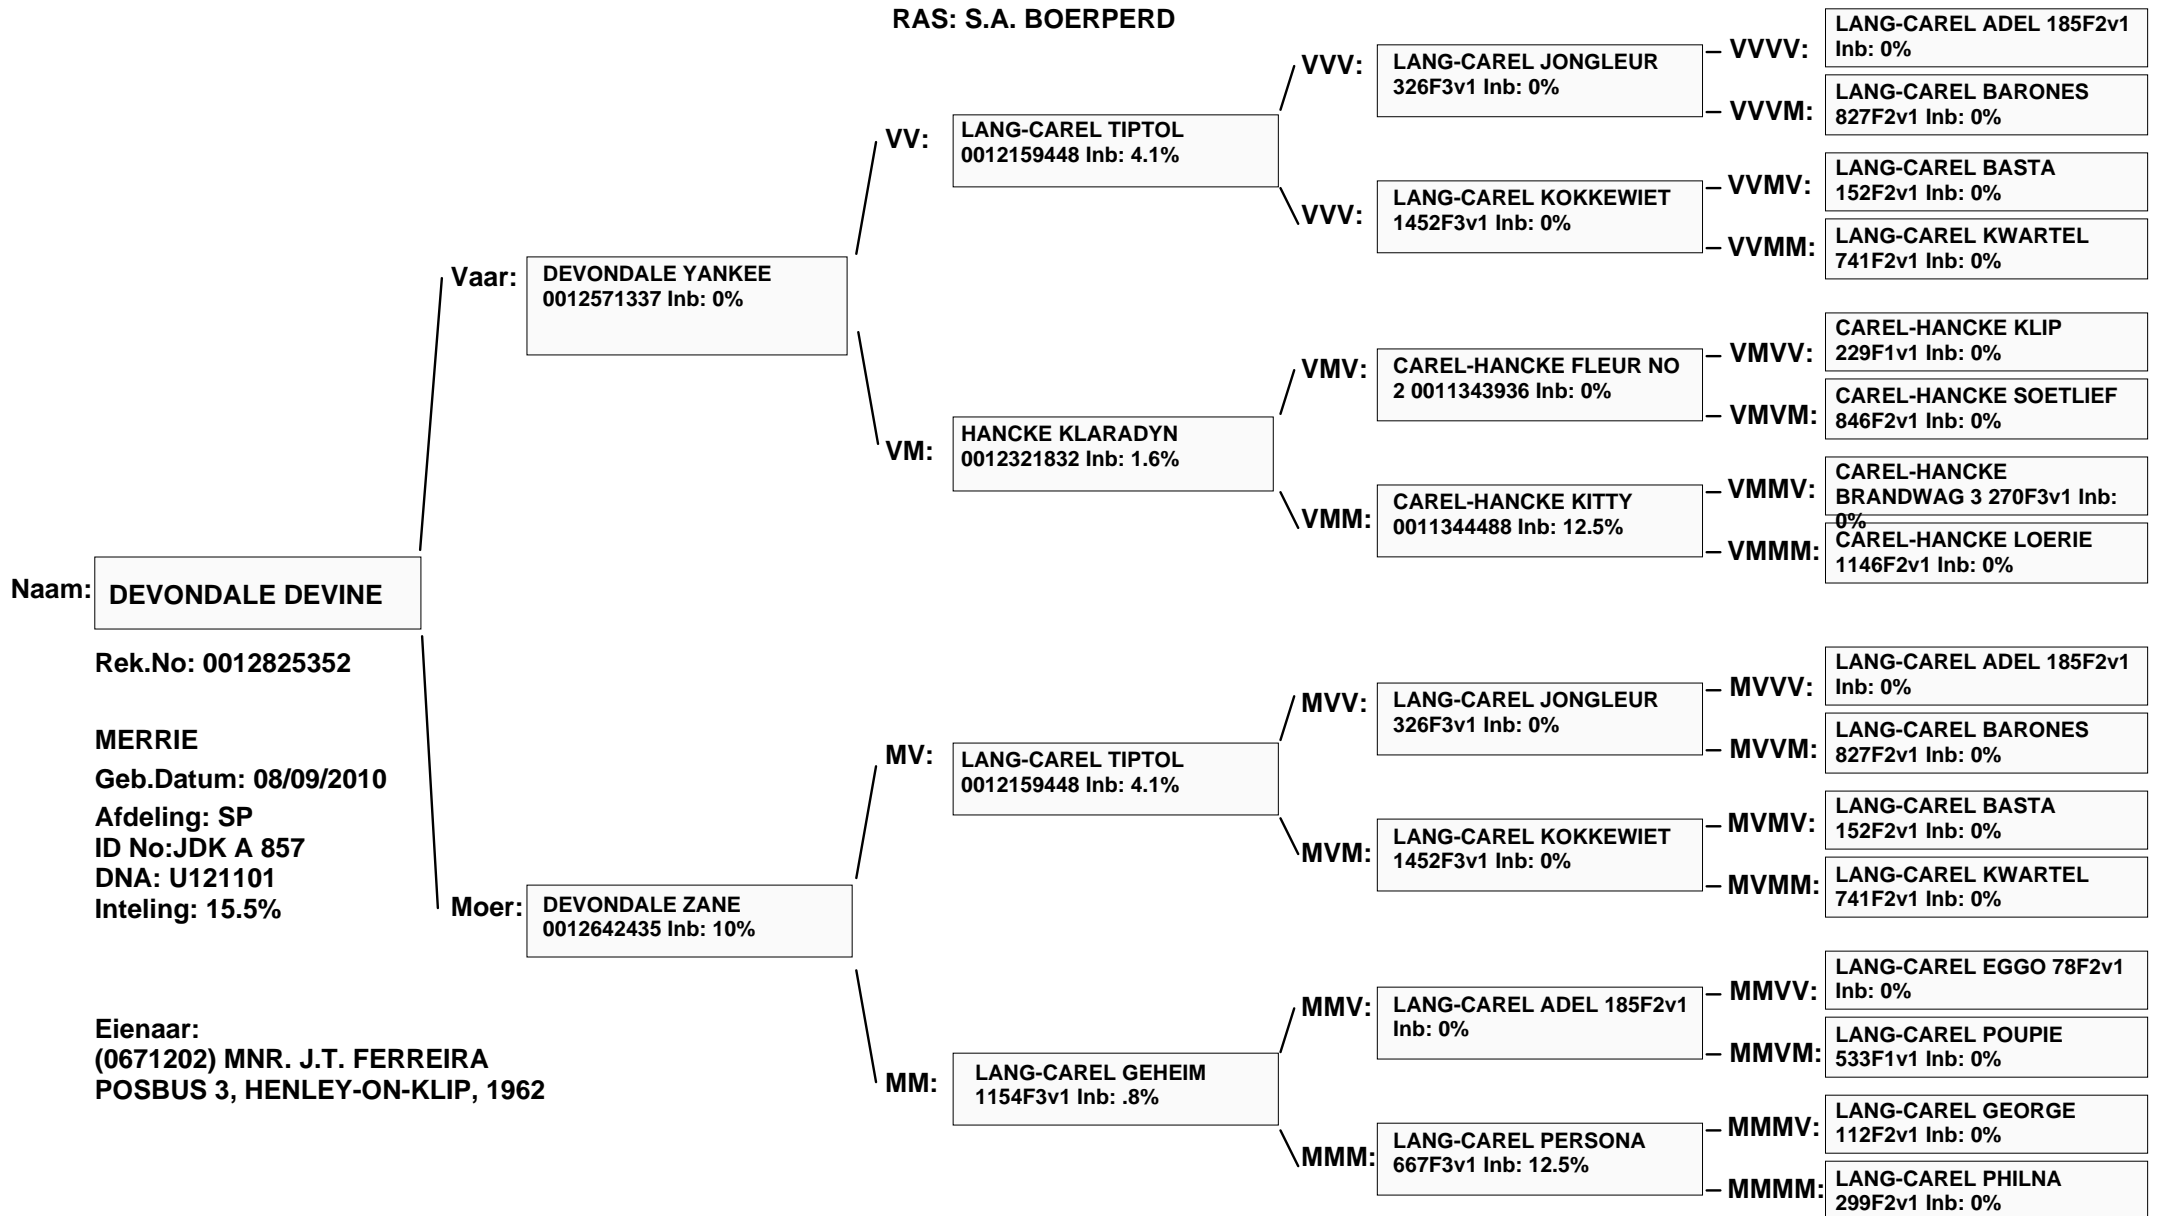 RAS: S.A. BOERPERD
Naam:
DEVONDALE DEVINE
Rek.No: 0012825352
MERRIE
Geb.Datum: 08/09/2010
Afdeling: SP
ID No:JDK A 857
DNA: U121101
Inteling: 15.5%
Eienaar:
(0671202) MNR. J.T. FERREIRA
POSBUS 3, HENLEY-ON-KLIP, 1962
Vaar:
DEVONDALE YANKEE
0012571337 Inb: 0%
Moer:
DEVONDALE ZANE
0012642435 Inb: 10%
VV:
LANG-CAREL TIPTOL
0012159448 Inb: 4.1%
VM:
HANCKE KLARADYN
0012321832 Inb: 1.6%
MV:
LANG-CAREL TIPTOL
0012159448 Inb: 4.1%
MM:
LANG-CAREL GEHEIM
1154F3v1 Inb: .8%
VVV:
LANG-CAREL JONGLEUR
326F3v1 Inb: 0%
VVV:
LANG-CAREL KOKKEWIET
1452F3v1 Inb: 0%
VMV:
CAREL-HANCKE FLEUR NO
2 0011343936 Inb: 0%
VMM:
CAREL-HANCKE KITTY
0011344488 Inb: 12.5%
MVV:
LANG-CAREL JONGLEUR
326F3v1 Inb: 0%
MVM:
LANG-CAREL KOKKEWIET
1452F3v1 Inb: 0%
MMV:
LANG-CAREL ADEL 185F2v1
Inb: 0%
MMM:
LANG-CAREL PERSONA
667F3v1 Inb: 12.5%
VVVV:
LANG-CAREL ADEL 185F2v1
Inb: 0%
VVVM:
LANG-CAREL BARONES
827F2v1 Inb: 0%
VVMV:
LANG-CAREL BASTA
152F2v1 Inb: 0%
VVMM:
LANG-CAREL KWARTEL
741F2v1 Inb: 0%
VMVV:
CAREL-HANCKE KLIP
229F1v1 Inb: 0%
VMVM:
CAREL-HANCKE SOETLIEF
846F2v1 Inb: 0%
VMMV:
CAREL-HANCKE
BRANDWAG 3 270F3v1 Inb:
0%
VMMM:
CAREL-HANCKE LOERIE
1146F2v1 Inb: 0%
MVVV:
LANG-CAREL ADEL 185F2v1
Inb: 0%
MVVM:
LANG-CAREL BARONES
827F2v1 Inb: 0%
MVMV:
LANG-CAREL BASTA
152F2v1 Inb: 0%
MVMM:
LANG-CAREL KWARTEL
741F2v1 Inb: 0%
MMVV:
LANG-CAREL EGGO 78F2v1
Inb: 0%
MMVM:
LANG-CAREL POUPIE
533F1v1 Inb: 0%
MMMV:
LANG-CAREL GEORGE
112F2v1 Inb: 0%
MMMM:
LANG-CAREL PHILNA
299F2v1 Inb: 0%